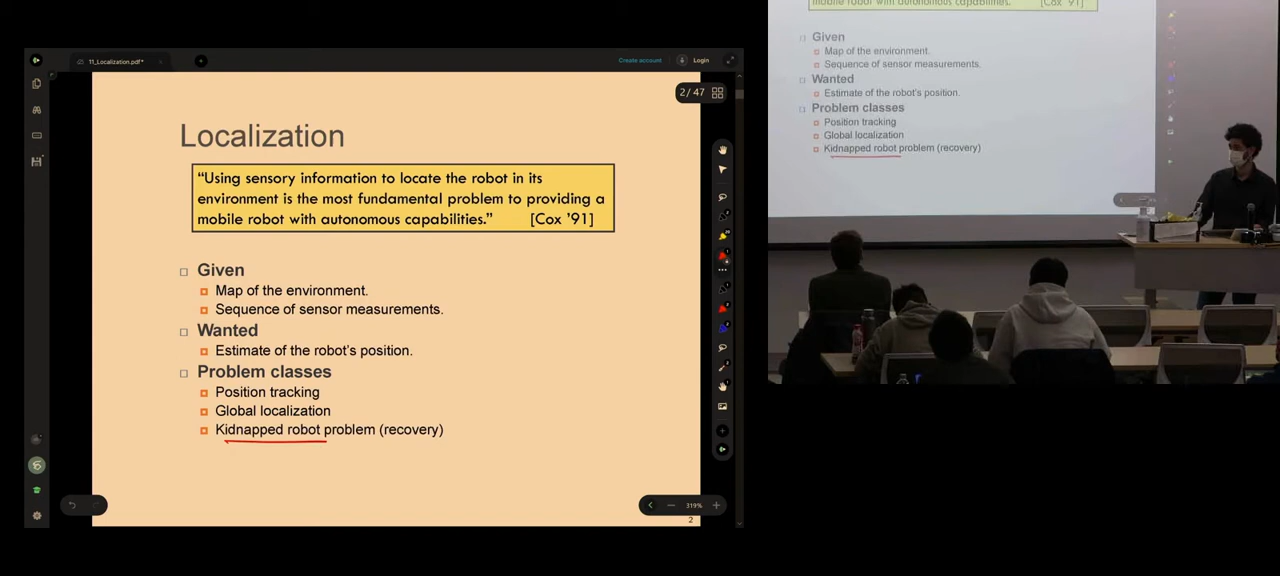 11_Localization.pdf*
Create account
Login
2 / 47
Localization
“Using sensory information to locate the robot in its
environment is the most fundamental problem to providing a
mobile robot with autonomous capabilities.” [Cox ’91]
Given
Map of the environment.
Sequence of sensor measurements.
Wanted
Estimate of the robot’s position.
Problem classes
Position tracking
Global localization
Kidnapped robot problem (recovery)
319%
2
mobile robot with autonomous capabilities. [Cox ’91]
Given
Map of the environment.
Sequence of sensor measurements.
Wanted
Estimate of the robot’s position.
Problem classes
Position tracking
Global localization
Kidnapped robot problem (recovery)